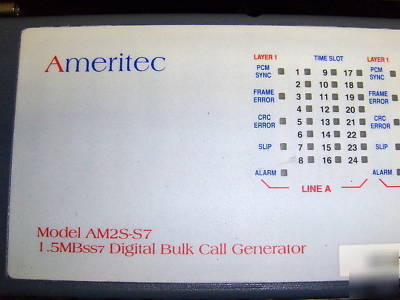 Ameritec
LAYER 1 TIME SLOT LAYER 1
PCM SYNC 1 9 17 PCM SYNC
2 10 18
FRAME ERROR 3 11 19 FRAME ERROR
4 12 20
CRC ERROR 5 13 21 CRC ERROR
6 14 22
SLIP 7 15 23 SLIP
8 16 24
ALARM ALARM
LINE A
Model AM2S-S7
1.5MBSS7 Digital Bulk Call Generator